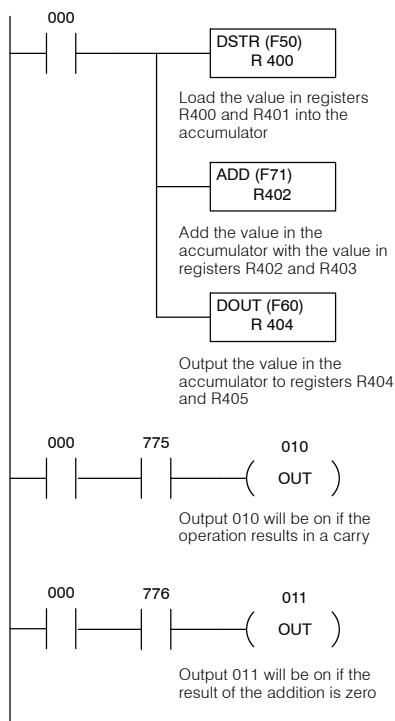 000
DSTR (F50)
R 400
Load the value in registers
R400 and R401 into the
accumulator
ADD (F71)
R402
Add the value in the
accumulator with the value in
registers R402 and R403
DOUT (F60)
R 404
Output the value in the
accumulator to registers R404
and R405
000 775 010
OUT
Output 010 will be on if the
operation results in a carry
000 776 011
OUT
Output 011 will be on if the
result of the addition is zero